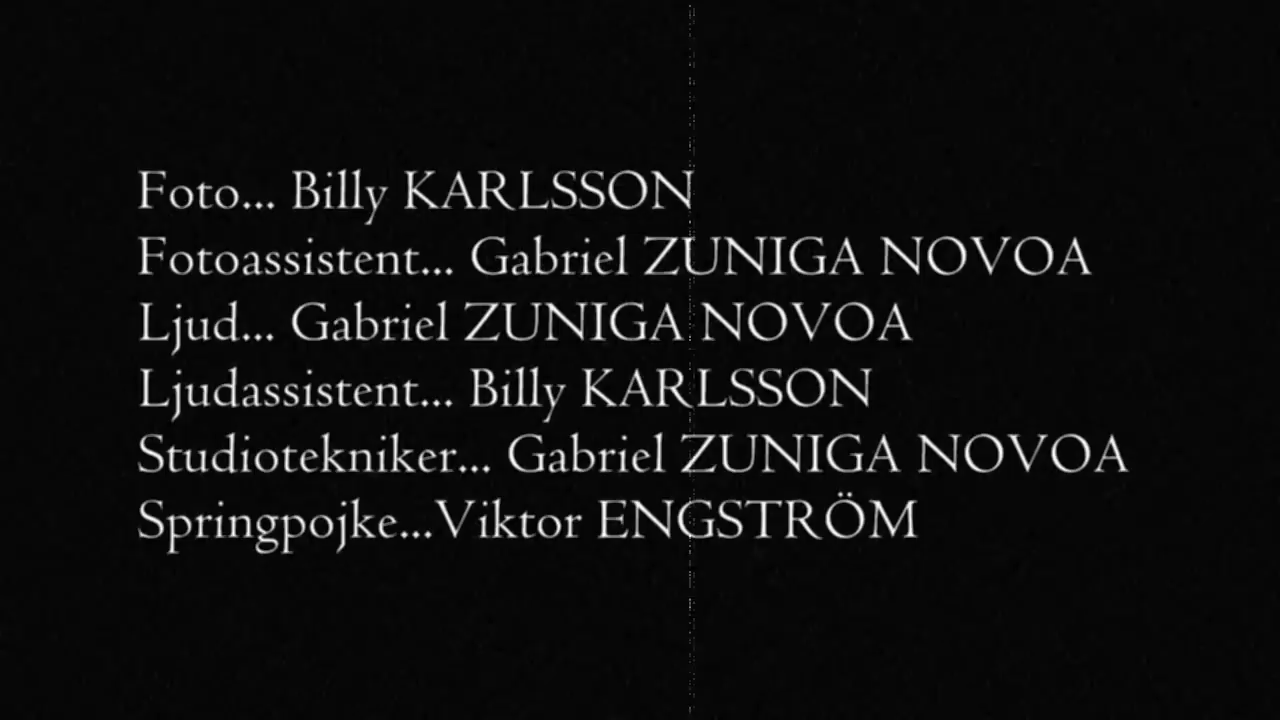 Foto... Billy KARLSSON
Fotoassistent... Gabriel ZUNIGA NOVOA
Ljud... Gabriel ZUNIGA NOVOA
Ljudassistent... Billy KARLSSON
Studiotekniker... Gabriel ZUNIGA NOVOA
Springpojke...Viktor ENGSTRÖM